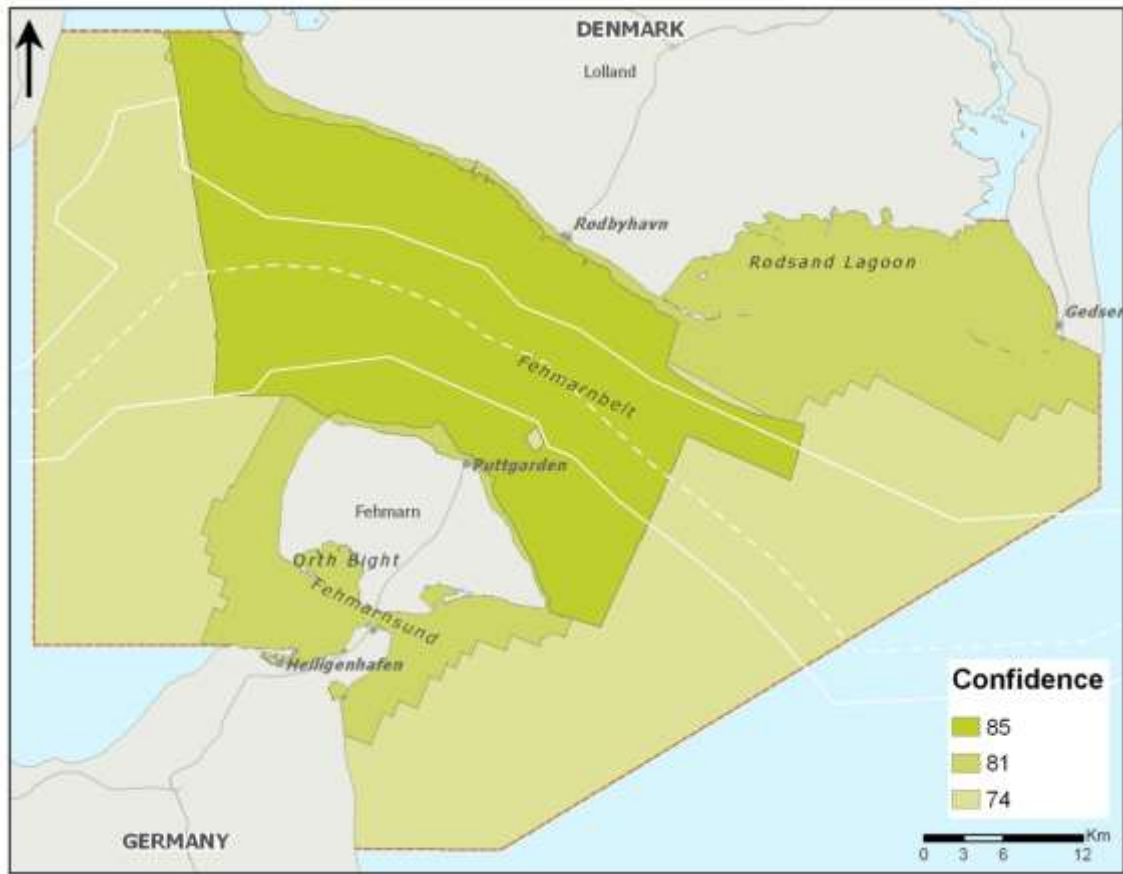 DENMARK
Lolland
Rødbyhavn
Rodsand Lagoon
Gedser
Fehmarnbelt
Puttgarden
Fehmarn
Orth Bight
Fehmarnsund
Heiligenhafen
GERMANY
Confidence
85
81
74
Km
0 3 6 12